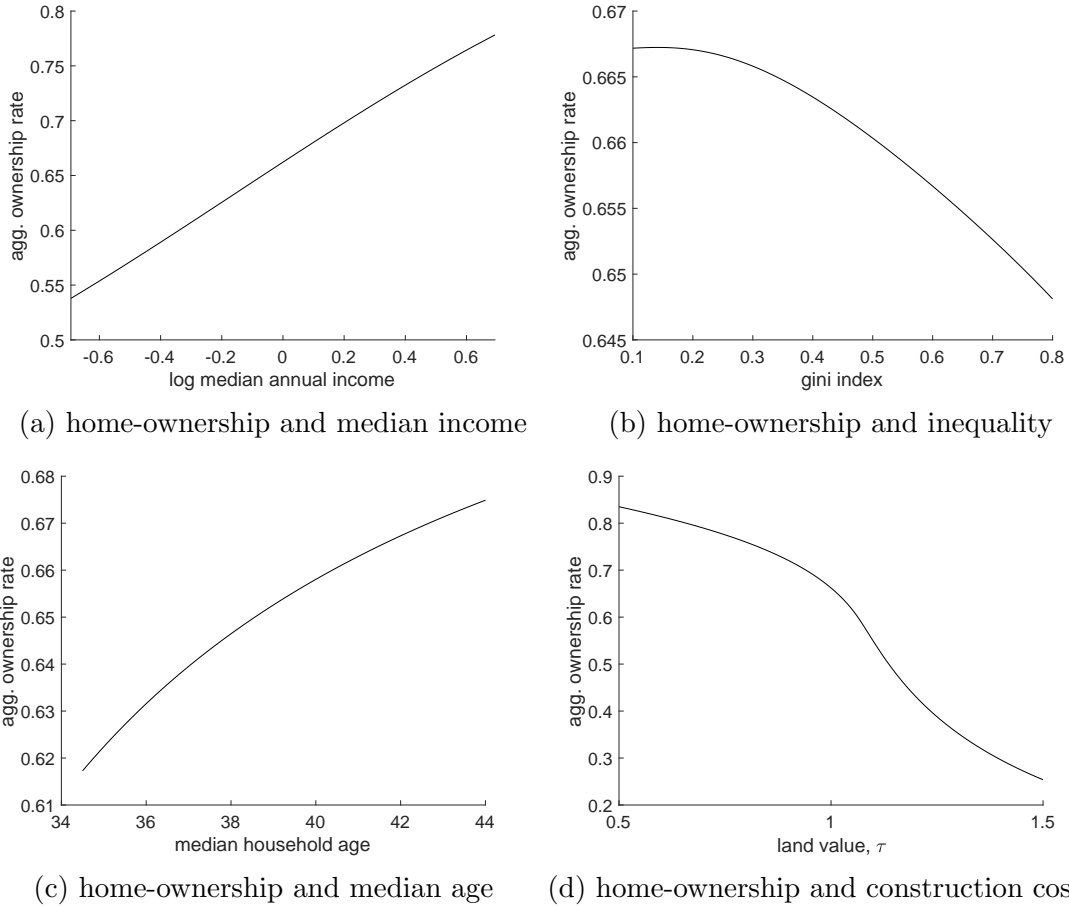 0.8
0.75
0.7
0.65
0.6
0.55
0.5
agg. ownership rate
-0.6 -0.4 -0.2 0 0.2 0.4 0.6
log median annual income
(a) home-ownership and median income
0.67
0.665
0.66
0.655
0.65
0.645
agg. ownership rate
0.1 0.2 0.3 0.4 0.5 0.6 0.7 0.8
gini index
(b) home-ownership and inequality
0.68
0.67
0.66
0.65
0.64
0.63
0.62
0.61
agg. ownership rate
34 36 38 40 42 44
median household age
(c) home-ownership and median age
0.9
0.8
0.7
0.6
0.5
0.4
0.3
0.2
agg. ownership rate
0.5 1 1.5
land value, τ
(d) home-ownership and construction cos